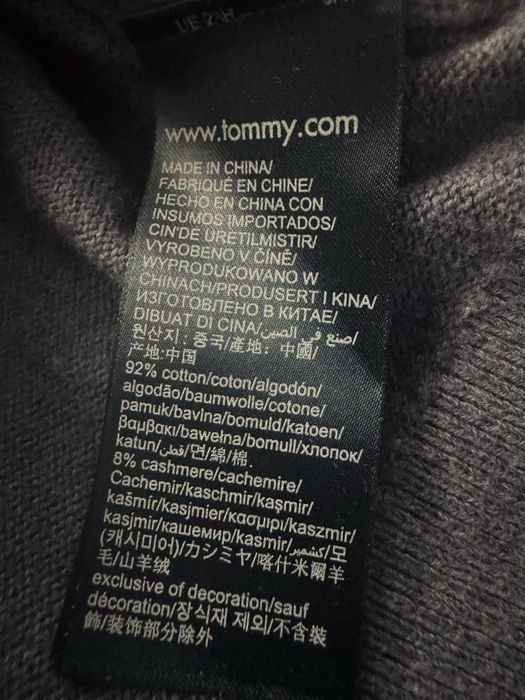 www.tommy.com
MADE IN CHINA/
FABRIQUÉ EN CHINE/
HECHO EN CHINA CON
INSUMOS IMPORTADOS/
CIN'DE URETILMISTIR/
VYROBENO V ČÍNĚ/
WYPRODUKOWANO W
CHINACH/PRODUSERT I KINA/
ИЗГОТОВЛЕНО В КИТАЕ/
DIBUAT DI CINA/صنع في الصين/
원산지: 중국/產地: 中國/
产地:中国
92% cotton/coton/algodón/
algodão/baumwolle/cotone/
pamuk/bavlna/bomuld/katoen/
βαμβακι/bawełna/bomull/хлопок/
katun/قطن/면/綿/棉.
8% cashmere/cachemire/
Cachemir/kaschmir/kaşmir/
kašmír/kasjmier/κασμιρι/kaszmir/
kasjmir/кашемир/kasmir/كشمير/모
(캐시미어)/カシミヤ/喀什米爾羊
毛/山羊绒
exclusive of decoration/sauf
décoration/장식재 제외/不含裝
飾/装饰部分除外